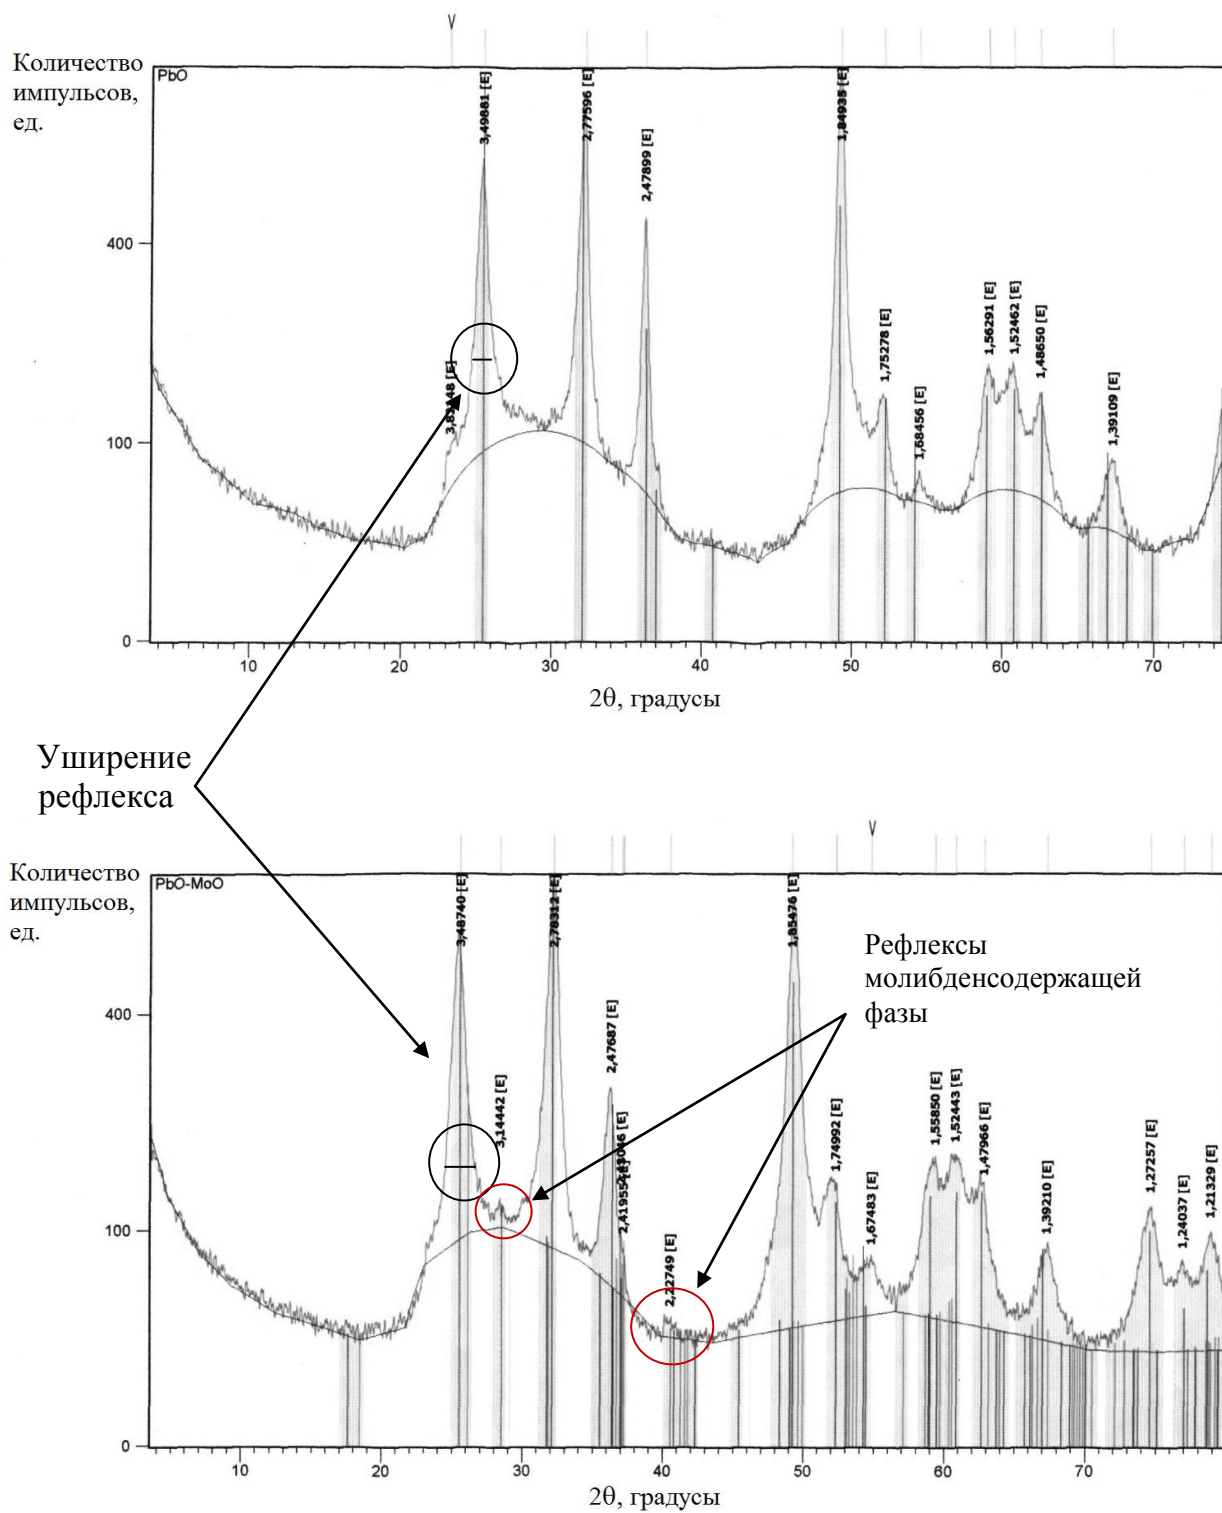 V
Количество
импульсов,
ед.
PbO
3,49881 [E]
2,77596 [E]
2,47899 [E]
1,84935 [E]
1,75278 [E]
1,68456 [E]
1,56291 [E]
1,52462 [E]
1,48650 [E]
1,39109 [E]
400
100
0
10 20 30 40 50 60 70
2θ, градусы
Уширение
рефлекса
V
Количество
импульсов,
ед.
PbO-MoO
3,48740 [E]
3,14442 [E]
2,78312 [E]
2,47687 [E]
2,41955 [E]
2,22749 [E]
1,85476 [E]
1,74992 [E]
1,67483 [E]
1,55850 [E]
1,52443 [E]
1,47966 [E]
1,39210 [E]
1,27257 [E]
1,24037 [E]
1,21329 [E]
Рефлексы
молибденсодержащей
фазы
400
100
0
10 20 30 40 50 60 70
2θ, градусы